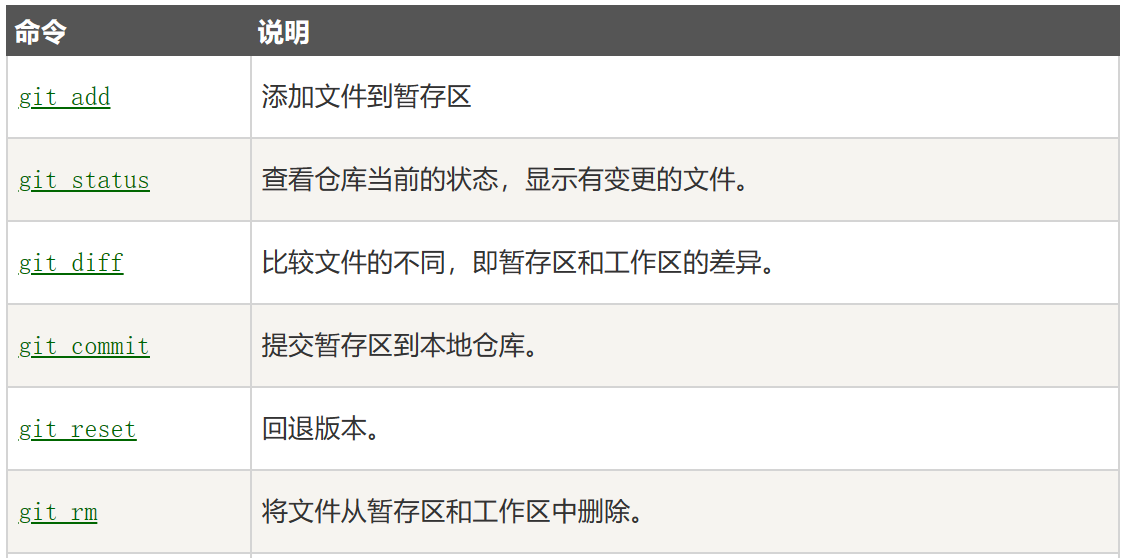 命令 说明
git add 添加文件到暂存区
git status 查看仓库当前的状态，显示有变更的文件。
git diff 比较文件的不同，即暂存区和工作区的差异。
git commit 提交暂存区到本地仓库。
git reset 回退版本。
git rm 将文件从暂存区和工作区中删除。